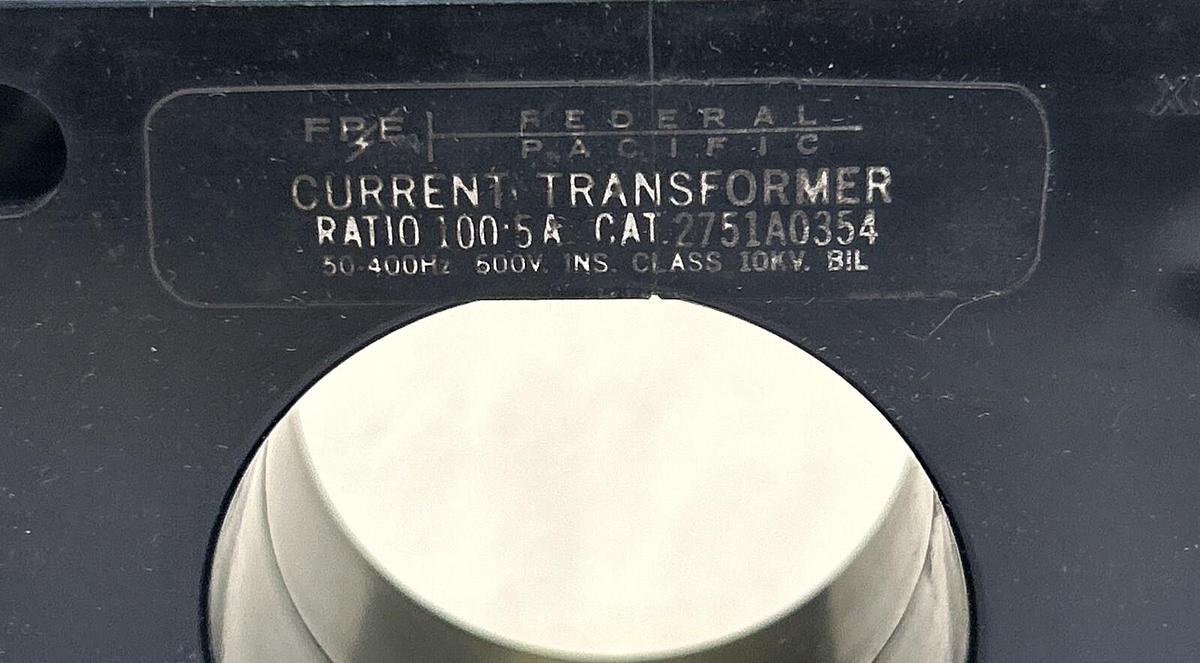 FPE FEDERAL
PACIFIC
CURRENT TRANSFORMER
RATIO 100:5A CAT. 2751A0354
50-400Hz 600V. INS. CLASS 10KV. BIL
X